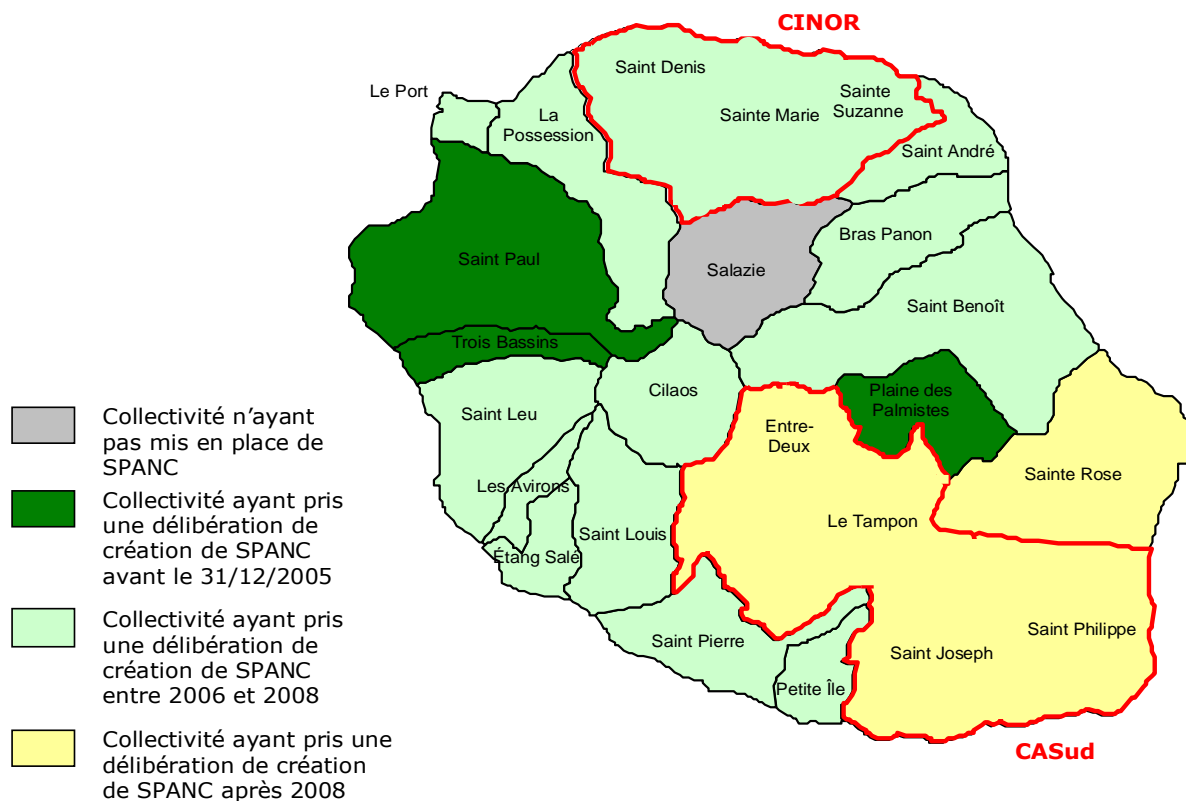 CINOR
Saint Denis
Le Port
La
Possession
Sainte Marie
Sainte
Suzanne
Saint André
Bras Panon
Saint Paul
Salazie
Saint Benoît
Trois Bassins
Cilaos
Plaine des
Palmistes
Saint Leu
Entre-
Deux
Sainte Rose
Les Avirons
Le Tampon
Saint Louis
Étang Salé
Saint Pierre
Saint Philippe
Saint Joseph
Petite Île
CASud
Collectivité n’ayant
pas mis en place de
SPANC
Collectivité ayant pris
une délibération de
création de SPANC
avant le 31/12/2005
Collectivité ayant pris
une délibération de
création de SPANC
entre 2006 et 2008
Collectivité ayant pris une
délibération de création
de SPANC après 2008